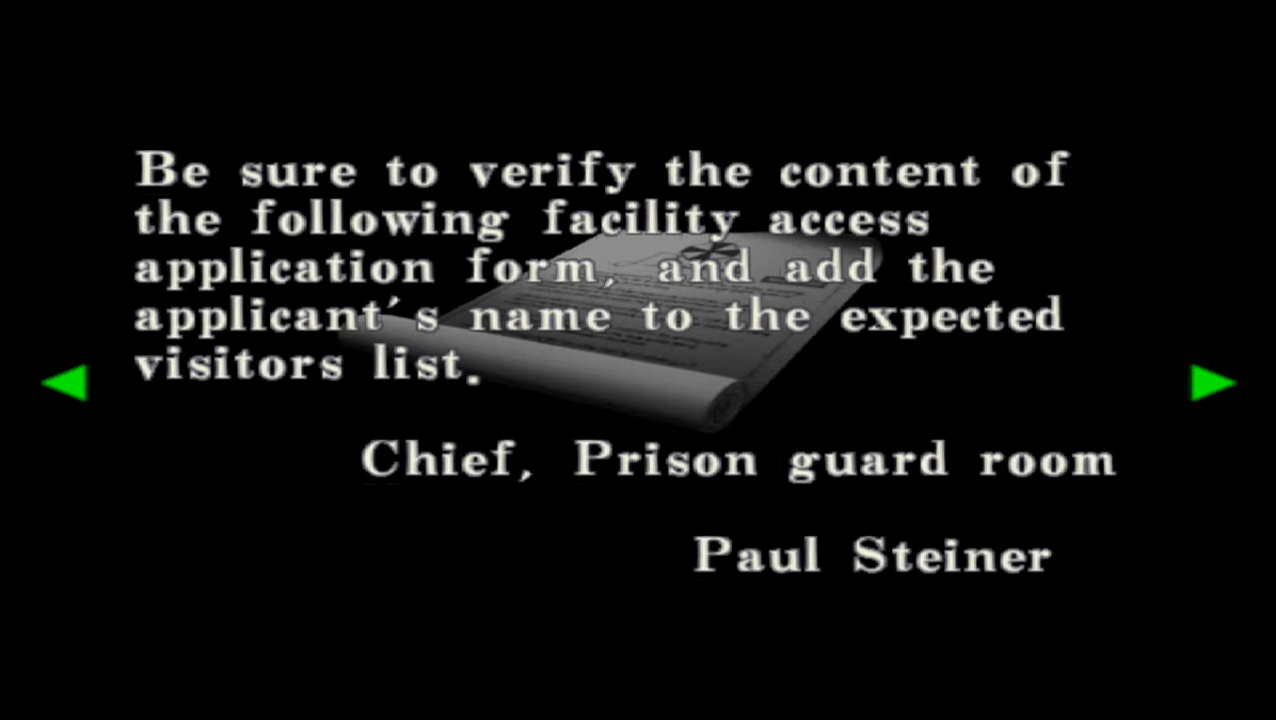 Be sure to verify the content of
the following facility access
application form, and add the
applicant's name to the expected
visitors list.
Chief, Prison guard room
Paul Steiner